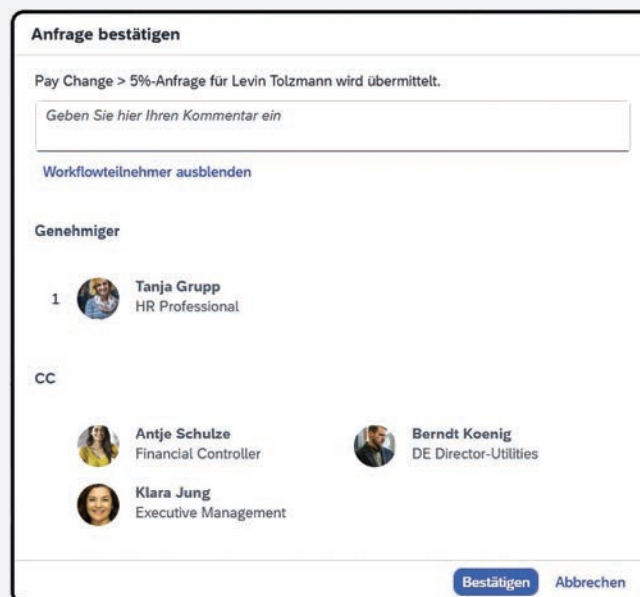 Anfrage bestätigen
Pay Change > 5%-Anfrage für Levin Tolzmann wird übermittelt.
Geben Sie hier Ihren Kommentar ein
Workflowteilnehmer ausblenden
Genehmiger
1
Tanja Grupp
HR Professional
CC
Antje Schulze
Financial Controller
Berndt Koenig
DE Director-Utilities
Klara Jung
Executive Management
Bestätigen Abbrechen